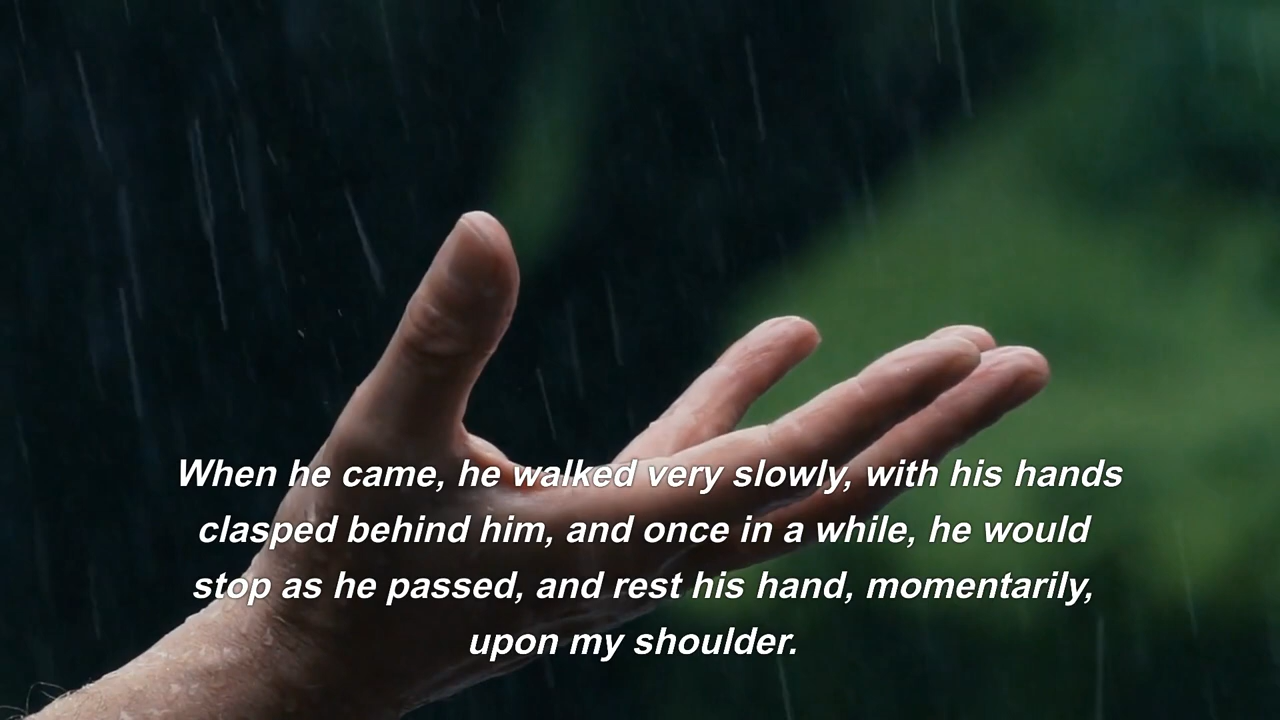 When he came, he walked very slowly, with his hands
clasped behind him, and once in a while, he would
stop as he passed, and rest his hand, momentarily,
upon my shoulder.